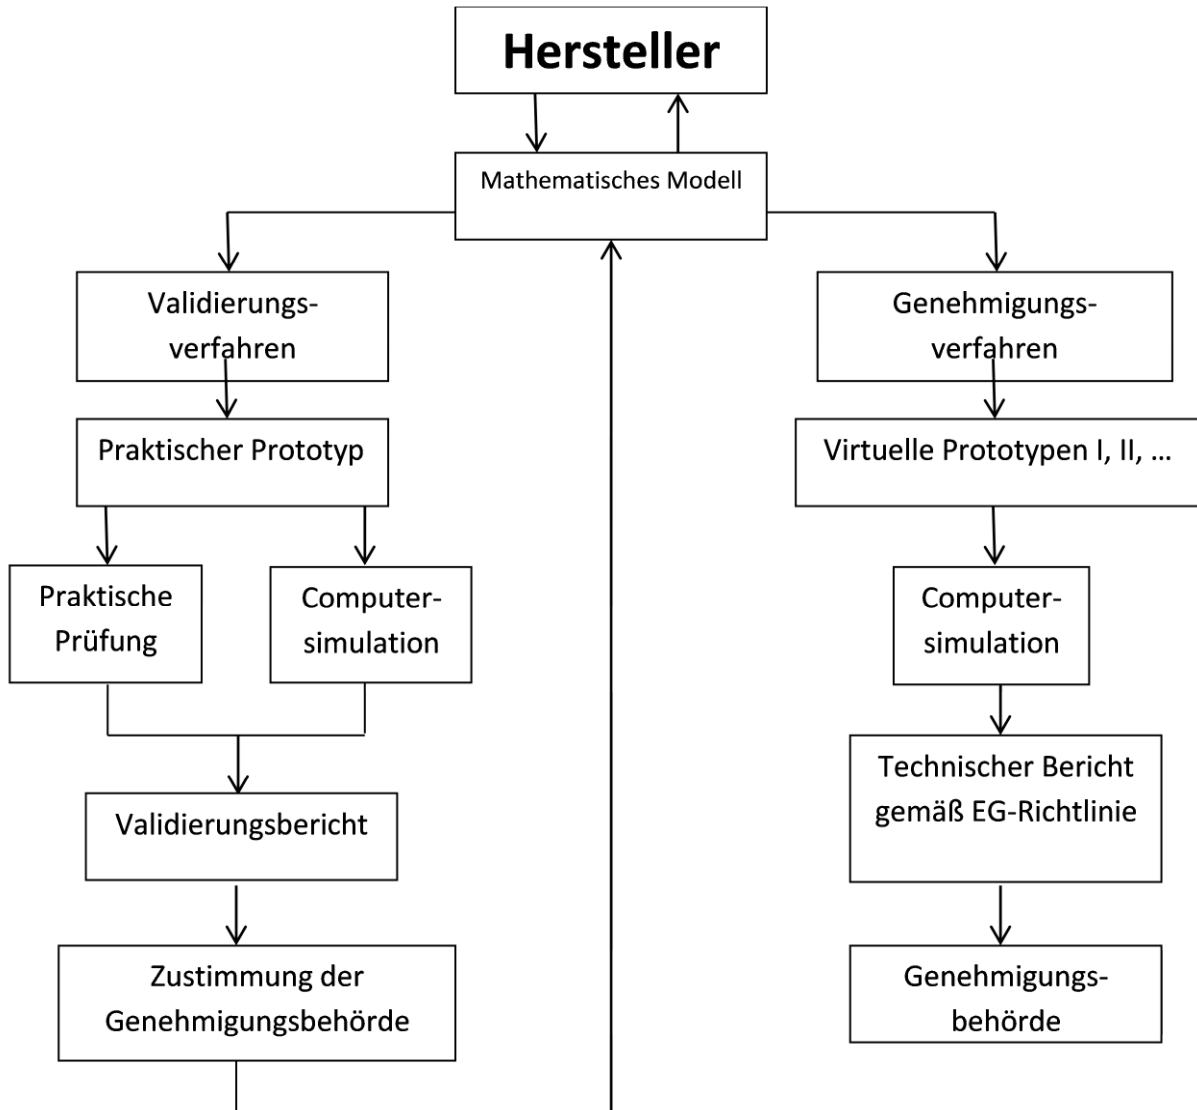 Hersteller
Mathematisches Modell
Validierungs-
verfahren
Genehmigungs-
verfahren
Praktischer Prototyp
Virtuelle Prototypen I, II, ...
Praktische
Prüfung
Computer-
simulation
Computer-
simulation
Validierungsbericht
Technischer Bericht
gemäß EG-Richtlinie
Zustimmung der
Genehmigungsbehörde
Genehmigungs-
behörde